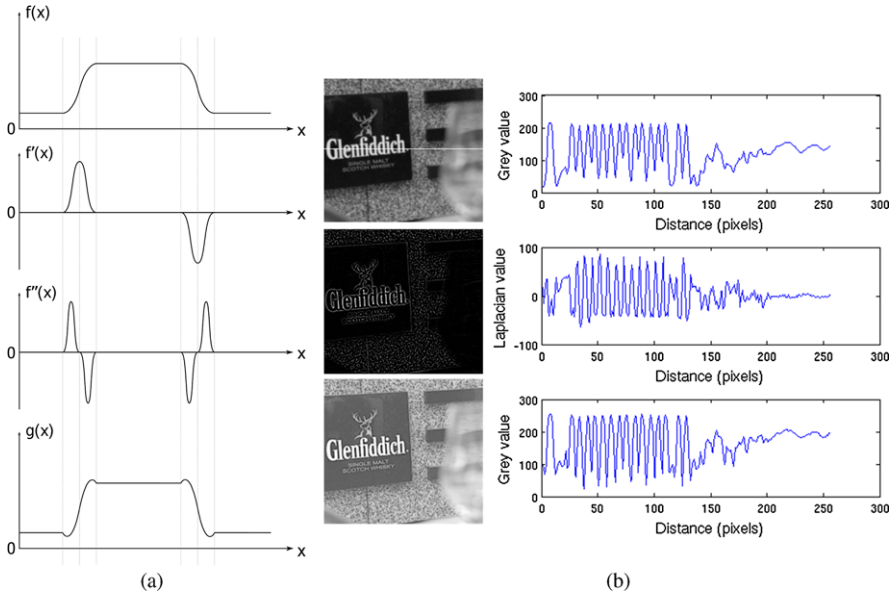 f(x)
0
x
f'(x)
0
x
f''(x)
0
x
g(x)
0
x
(a)
Glenfiddich
SINGLE MALT
SCOTCH WHISKY
Glenfiddich
Glenfiddich
SINGLE MALT
SCOTCH WHISKY
300
200
100
0
Grey value
0 50 100 150 200 250 300
Distance (pixels)
100
0
-100
Laplacian value
0 50 100 150 200 250 300
Distance (pixels)
300
200
100
0
Grey value
0 50 100 150 200 250 300
Distance (pixels)
(b)